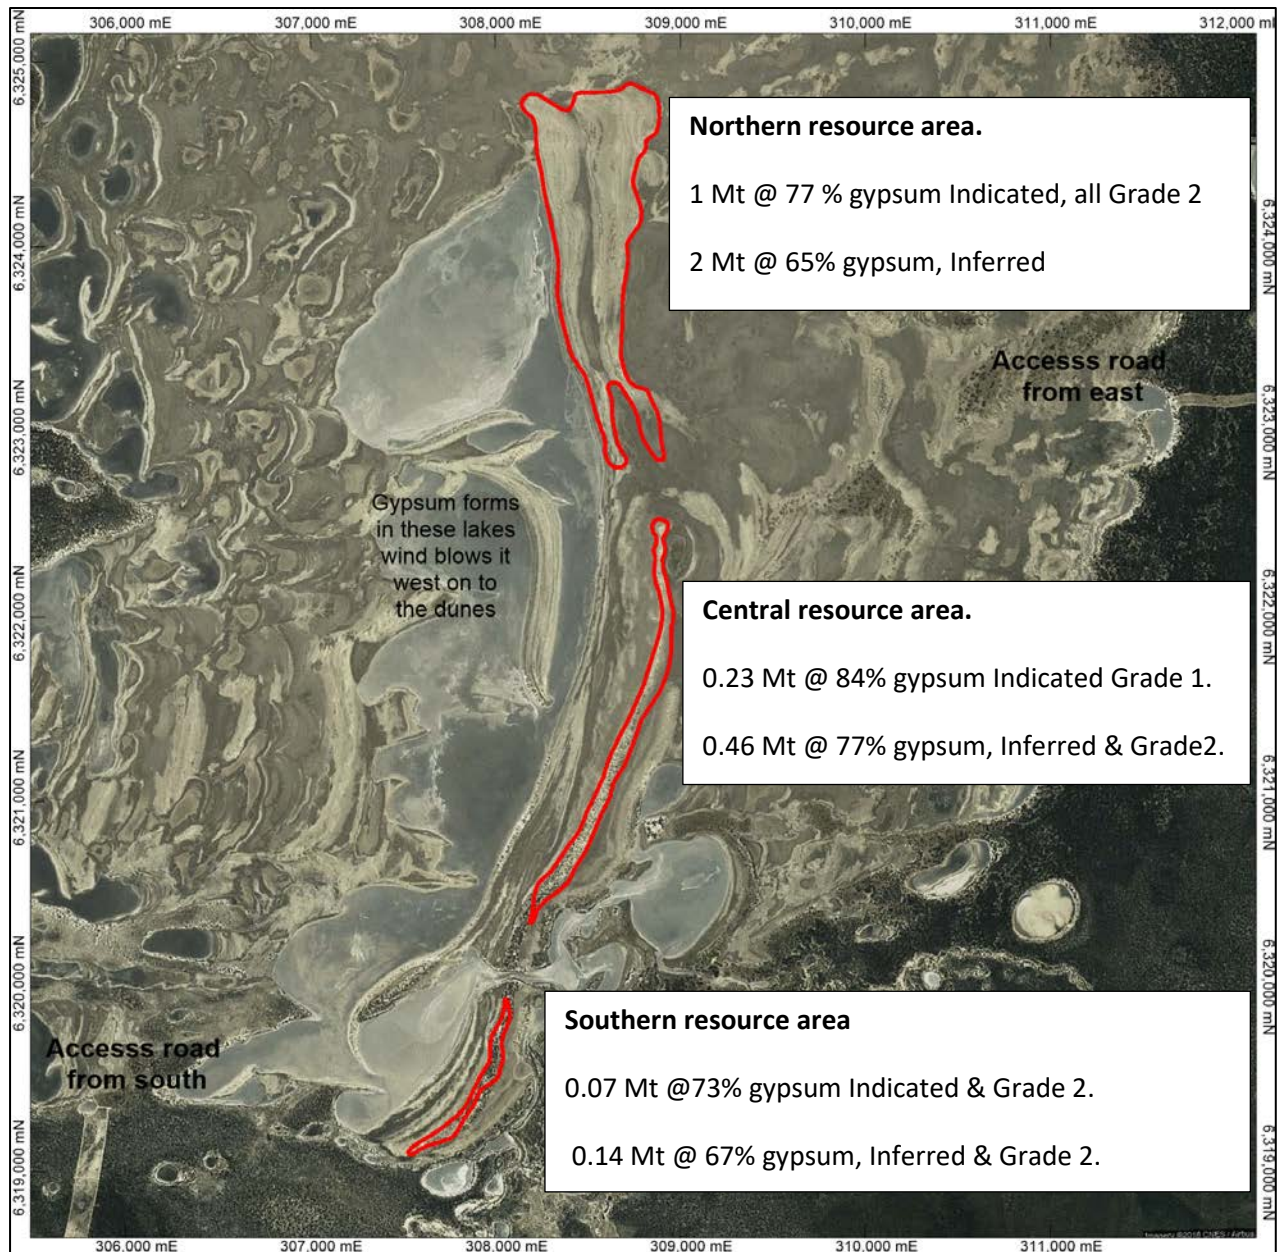 306,000 mE 307,000 mE 308,000 mE 309,000 mE 310,000 mE 311,000 mE 312,000 mE
6,325,000 mN
6,324,000 mN
6,323,000 mN
6,322,000 mN
6,321,000 mN
6,320,000 mN
6,319,000 mN
Northern resource area.
1 Mt @ 77 % gypsum Indicated, all Grade 2
2 Mt @ 65% gypsum, Inferred
Accesss road
from east
Gypsum forms
in these lakes
wind blows it
west on to
the dunes
Central resource area.
0.23 Mt @ 84% gypsum Indicated Grade 1.
0.46 Mt @ 77% gypsum, Inferred & Grade2.
Southern resource area
0.07 Mt @73% gypsum Indicated & Grade 2.
0.14 Mt @ 67% gypsum, Inferred & Grade 2.
Accesss road
from south
6,324,000 mN
6,323,000 mN
6,322,000 mN
6,321,000 mN
6,320,000 mN
6,319,000 mN
306,000 mE 307,000 mE 308,000 mE 309,000 mE 310,000 mE 311,000 mE